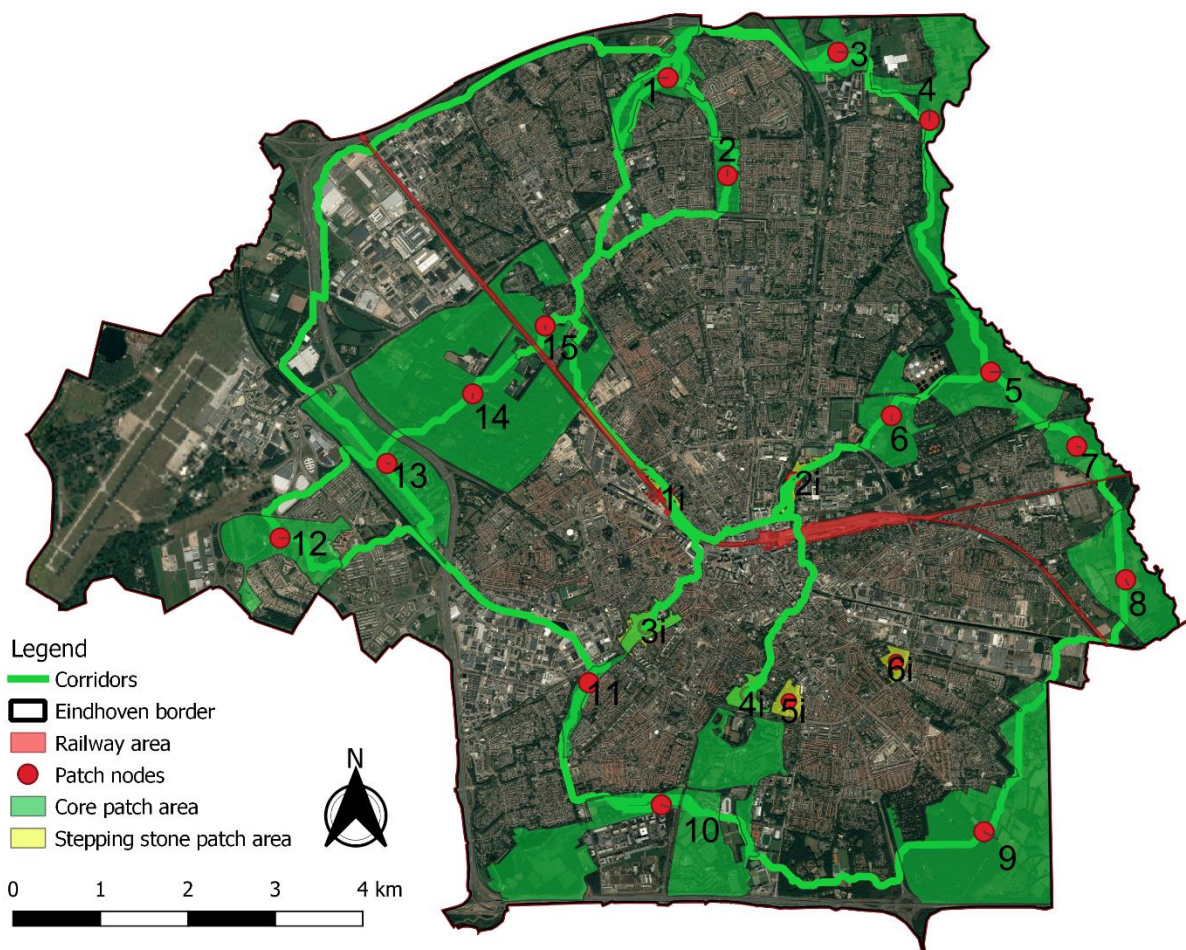 3
1
4
2
15
5
14
6
7
13
2i
1i
12
8
3i
6i
4i
5i
11
10
9
Legend
Corridors
Eindhoven border
Railway area
Patch nodes
Core patch area
Stepping stone patch area
N
0 1 2 3 4 km